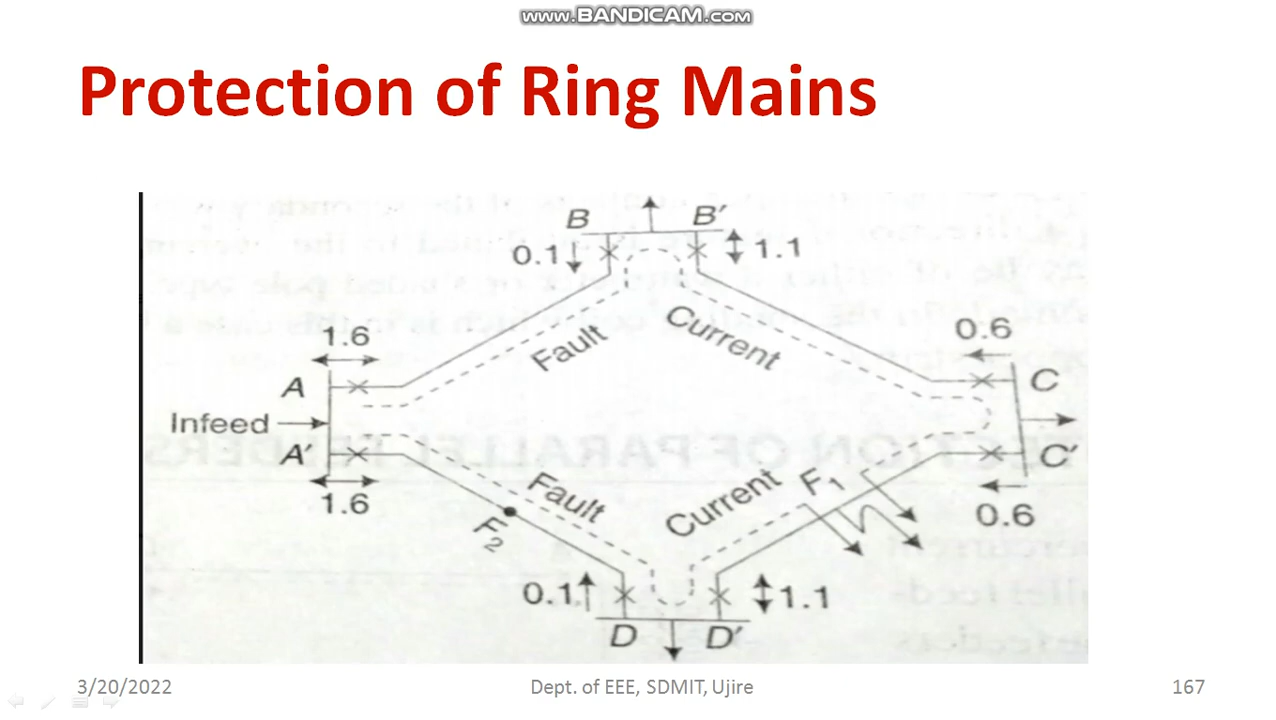 www.BANDICAM.com
Protection of Ring Mains
B
B′
0.1
1.1
1.6
Fault
Current
0.6
A
C
Infeed
A′
C′
1.6
Fault
Current
F₁
0.6
F₂
0.1
1.1
D
D′
3/20/2022
Dept. of EEE, SDMIT, Ujire
167